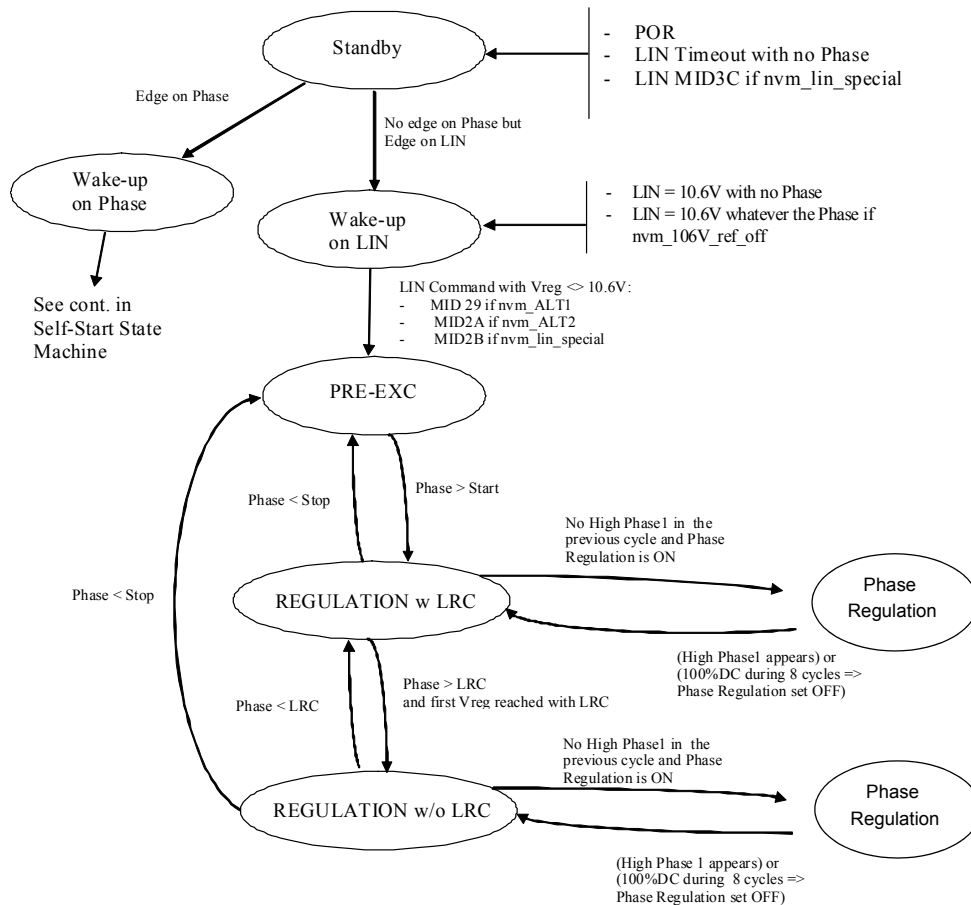 Standby
- POR
- LIN Timeout with no Phase
- LIN MID3C if nvm_lin_special
Edge on Phase
No edge on Phase but
Edge on LIN
Wake-up
on Phase
Wake-up
on LIN
- LIN = 10.6V with no Phase
- LIN = 10.6V whatever the Phase if
nvm_106V_ref_off
See cont. in
Self-Start State
Machine
LIN Command with Vreg <> 10.6V:
- MID 29 if nvm_ALT1
- MID2A if nvm_ALT2
- MID2B if nvm_lin_special
PRE-EXC
Phase < Stop
Phase > Start
No High Phase1 in the
previous cycle and Phase
Regulation is ON
Phase < Stop
REGULATION w LRC
Phase
Regulation
(High Phase1 appears) or
(100%DC during 8 cycles =>
Phase Regulation set OFF)
Phase < LRC
Phase > LRC
and first Vreg reached with LRC
No High Phase1 in the
previous cycle and Phase
Regulation is ON
REGULATION w/o LRC
Phase
Regulation
(High Phase 1 appears) or
(100%DC during 8 cycles =>
Phase Regulation set OFF)